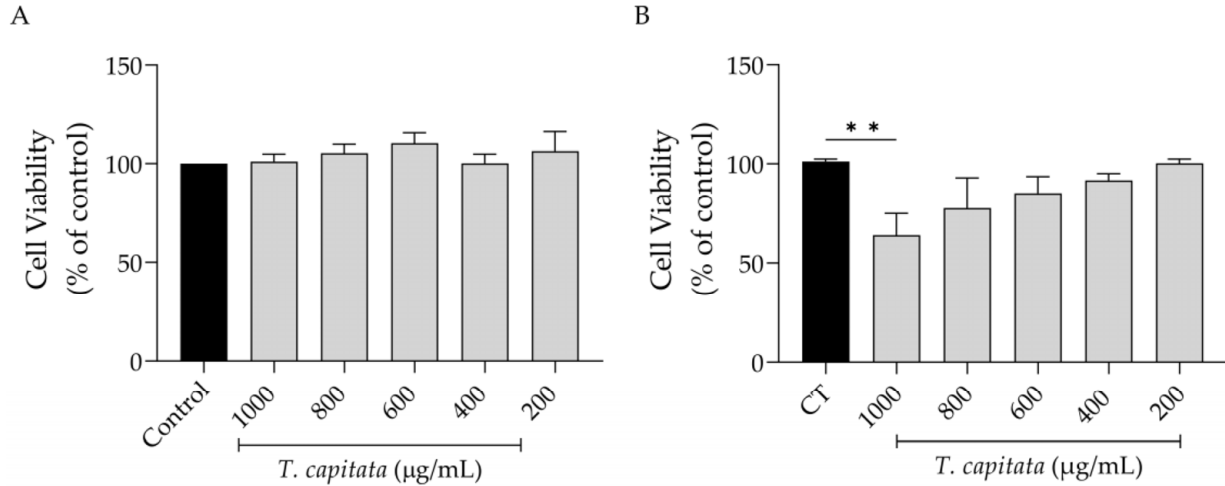 A
Cell Viability
(% of control)
150
100
50
0
Control
1000
800
600
400
200
T. capitata (μg/mL)
B
Cell Viability
(% of control)
150
100
50
0
* *
CT
1000
800
600
400
200
T. capitata (μg/mL)